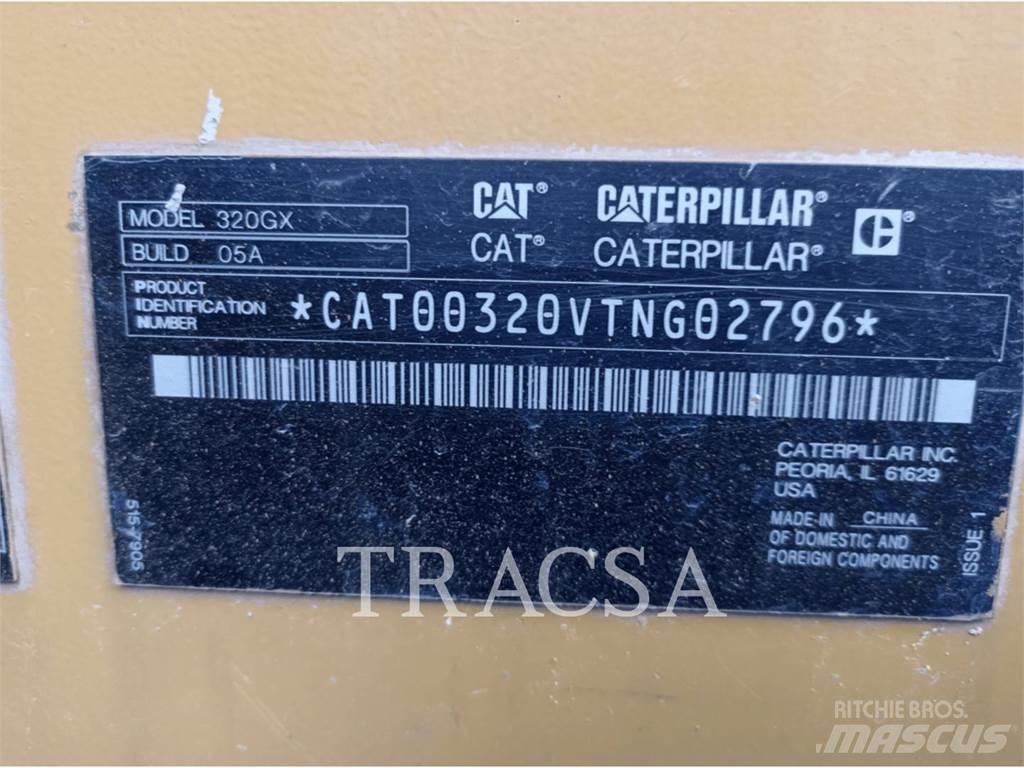 MODEL 320GX
BUILD 05A
CAT® CATERPILLAR® C®
CAT® CATERPILLAR®
PRODUCT
IDENTIFICATION
NUMBER
*CAT00320VTNG02796*
CATERPILLAR INC.
PEORIA, IL 61629
USA
MADE IN CHINA
OF DOMESTIC AND
FOREIGN COMPONENTS
515-7905
ISSUE 1
TRACSA
RITCHIE BROS.
MASCUS